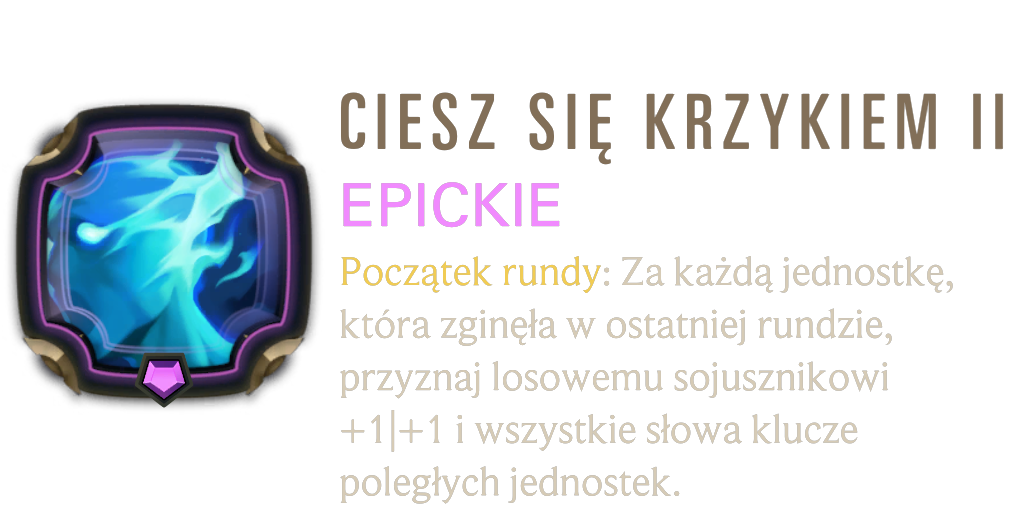 CIESZ SIĘ KRZYKIEM II
EPICKIE
Początek rundy: Za każdą jednostkę,
która zginęła w ostatniej rundzie,
przyznaj losowemu sojusznikowi
+1|+1 i wszystkie słowa klucze
poległych jednostek.